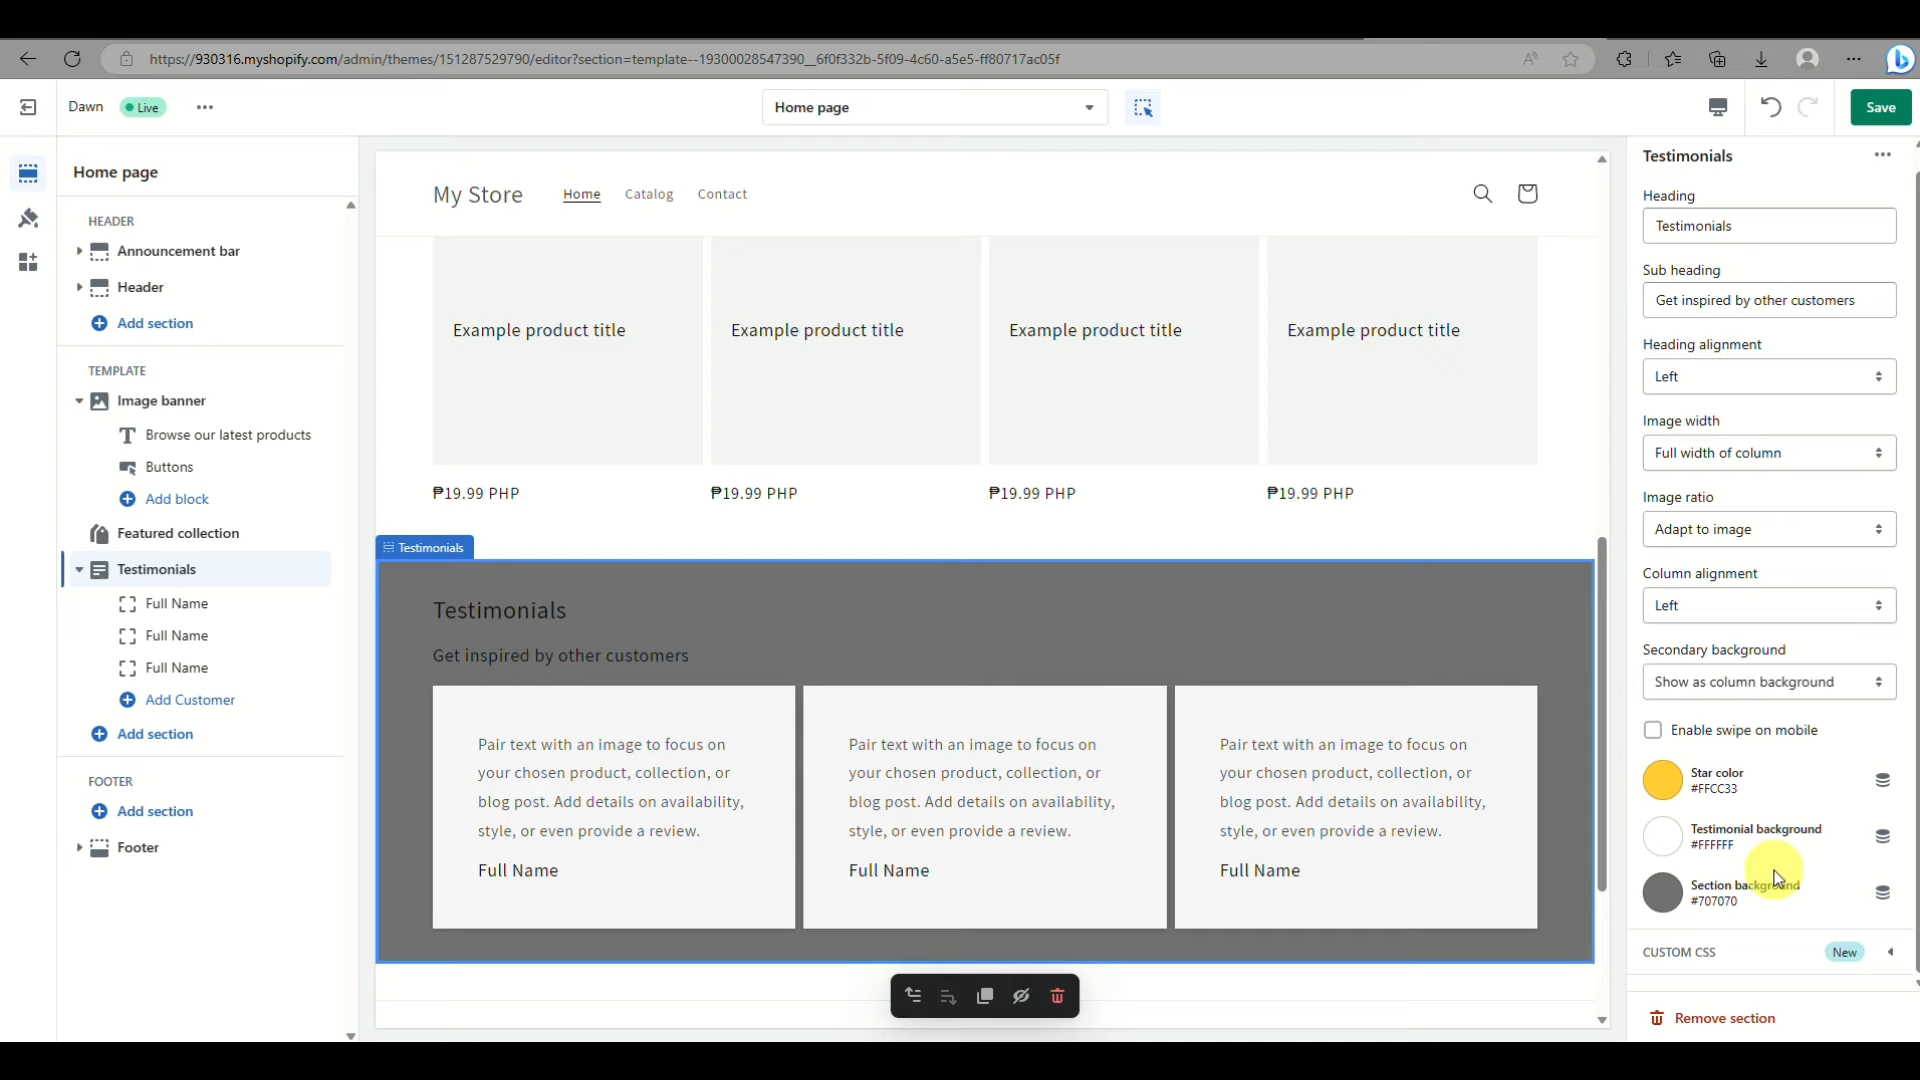 https://930316.myshopify.com/admin/themes/151287529790/editor?section=template--19300028547390__6f0f332b-5f09-4c60-a5e5-ff80717ac05f
Dawn
Live
Home page
Save
Home page
HEADER
Announcement bar
Header
Add section
TEMPLATE
Image banner
Browse our latest products
Buttons
Add block
Featured collection
Testimonials
Full Name
Full Name
Full Name
Add Customer
Add section
FOOTER
Add section
Footer
My Store
Home
Catalog
Contact
Example product title
Example product title
Example product title
Example product title
₱19.99 PHP
₱19.99 PHP
₱19.99 PHP
₱19.99 PHP
Testimonials
Testimonials
Get inspired by other customers
Pair text with an image to focus on
your chosen product, collection, or
blog post. Add details on availability,
style, or even provide a review.
Full Name
Pair text with an image to focus on
your chosen product, collection, or
blog post. Add details on availability,
style, or even provide a review.
Full Name
Pair text with an image to focus on
your chosen product, collection, or
blog post. Add details on availability,
style, or even provide a review.
Full Name
Testimonials
Heading
Testimonials
Sub heading
Get inspired by other customers
Heading alignment
Left
Image width
Full width of column
Image ratio
Adapt to image
Column alignment
Left
Secondary background
Show as column background
Enable swipe on mobile
Star color
#FFCC33
Testimonial background
#FFFFFF
Section background
#707070
CUSTOM CSS
New
Remove section